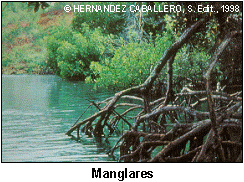 © HERNANDEZ CABALLERO, S. Edit., 1998
Manglares